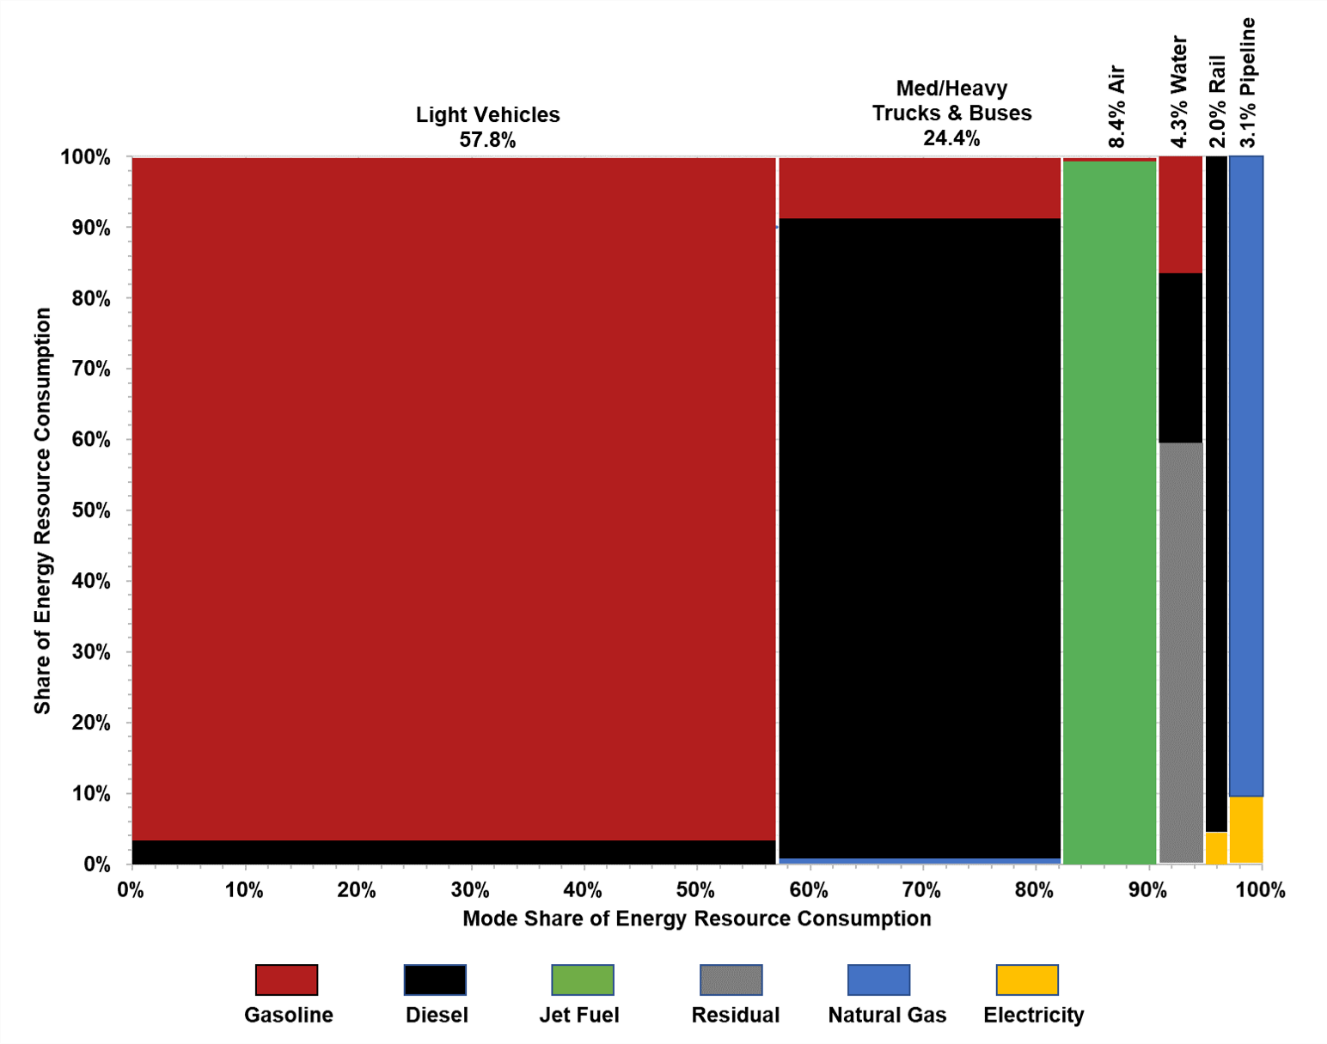 Light Vehicles
57.8%
Med/Heavy
Trucks & Buses
24.4%
8.4% Air
4.3% Water
2.0% Rail
3.1% Pipeline
Share of Energy Resource Consumption
100%
90%
80%
70%
60%
50%
40%
30%
20%
10%
0%
0% 10% 20% 30% 40% 50% 60% 70% 80% 90% 100%
Mode Share of Energy Resource Consumption
Gasoline Diesel Jet Fuel Residual Natural Gas Electricity